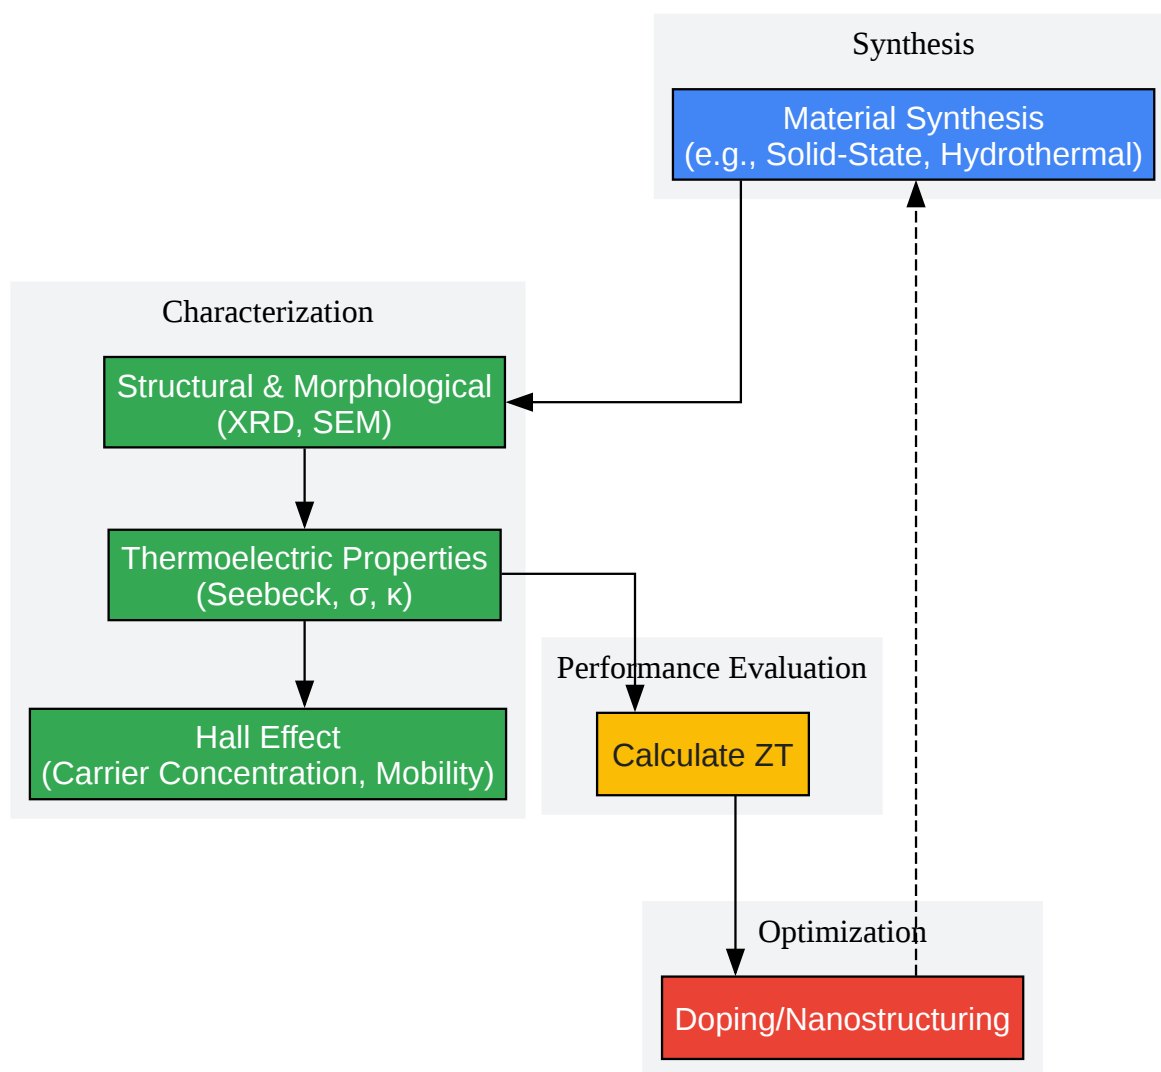 Synthesis
Material Synthesis
(e.g., Solid-State, Hydrothermal)
Characterization
Structural & Morphological
(XRD, SEM)
Thermoelectric Properties
(Seebeck, σ, κ)
Hall Effect
(Carrier Concentration, Mobility)
Performance Evaluation
Calculate ZT
Optimization
Doping/Nanostructuring